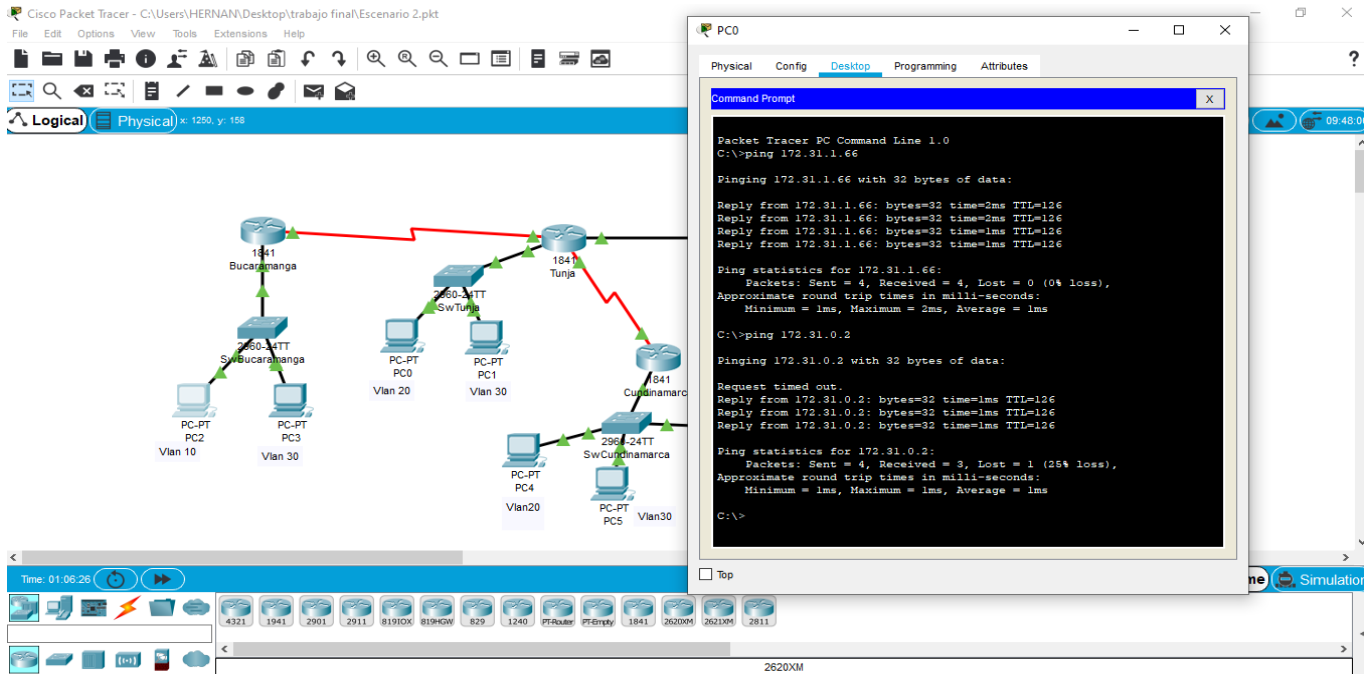 Cisco Packet Tracer - C:\Users\HERNAN\Desktop\trabajo final\Escenario 2.pkt
File Edit Options View Tools Extensions Help
?
Logical Physical x: 1250, y: 158
09:48:00
1841
Bucaramanga
2960-24TT
SwBucaramanga
PC-PT
PC2
Vlan 10
PC-PT
PC3
Vlan 30
1841
Tunja
2960-24TT
SwTunja
PC-PT
PC0
Vlan 20
PC-PT
PC1
Vlan 30
1841
Cundinamarc
2960-24TT
SwCundinamarca
PC-PT
PC4
Vlan20
PC-PT
PC5
Vlan30
PC0
Physical Config Desktop Programming Attributes
Command Prompt
X
Packet Tracer PC Command Line 1.0
C:\>ping 172.31.1.66
Pinging 172.31.1.66 with 32 bytes of data:
Reply from 172.31.1.66: bytes=32 time=2ms TTL=126
Reply from 172.31.1.66: bytes=32 time=2ms TTL=126
Reply from 172.31.1.66: bytes=32 time=1ms TTL=126
Reply from 172.31.1.66: bytes=32 time=1ms TTL=126
Ping statistics for 172.31.1.66:
Packets: Sent = 4, Received = 4, Lost = 0 (0% loss),
Approximate round trip times in milli-seconds:
Minimum = 1ms, Maximum = 2ms, Average = 1ms
C:\>ping 172.31.0.2
Pinging 172.31.0.2 with 32 bytes of data:
Request timed out.
Reply from 172.31.0.2: bytes=32 time=1ms TTL=126
Reply from 172.31.0.2: bytes=32 time=1ms TTL=126
Reply from 172.31.0.2: bytes=32 time=1ms TTL=126
Ping statistics for 172.31.0.2:
Packets: Sent = 4, Received = 3, Lost = 1 (25% loss),
Approximate round trip times in milli-seconds:
Minimum = 1ms, Maximum = 1ms, Average = 1ms
C:\>
Top
Time: 01:06:26
me Simulation
4321 1941 2901 2911 819IOX 819HGW 829 1240 PT-Router PT-Empty 1841 2620XM 2621XM 2811
2620XM